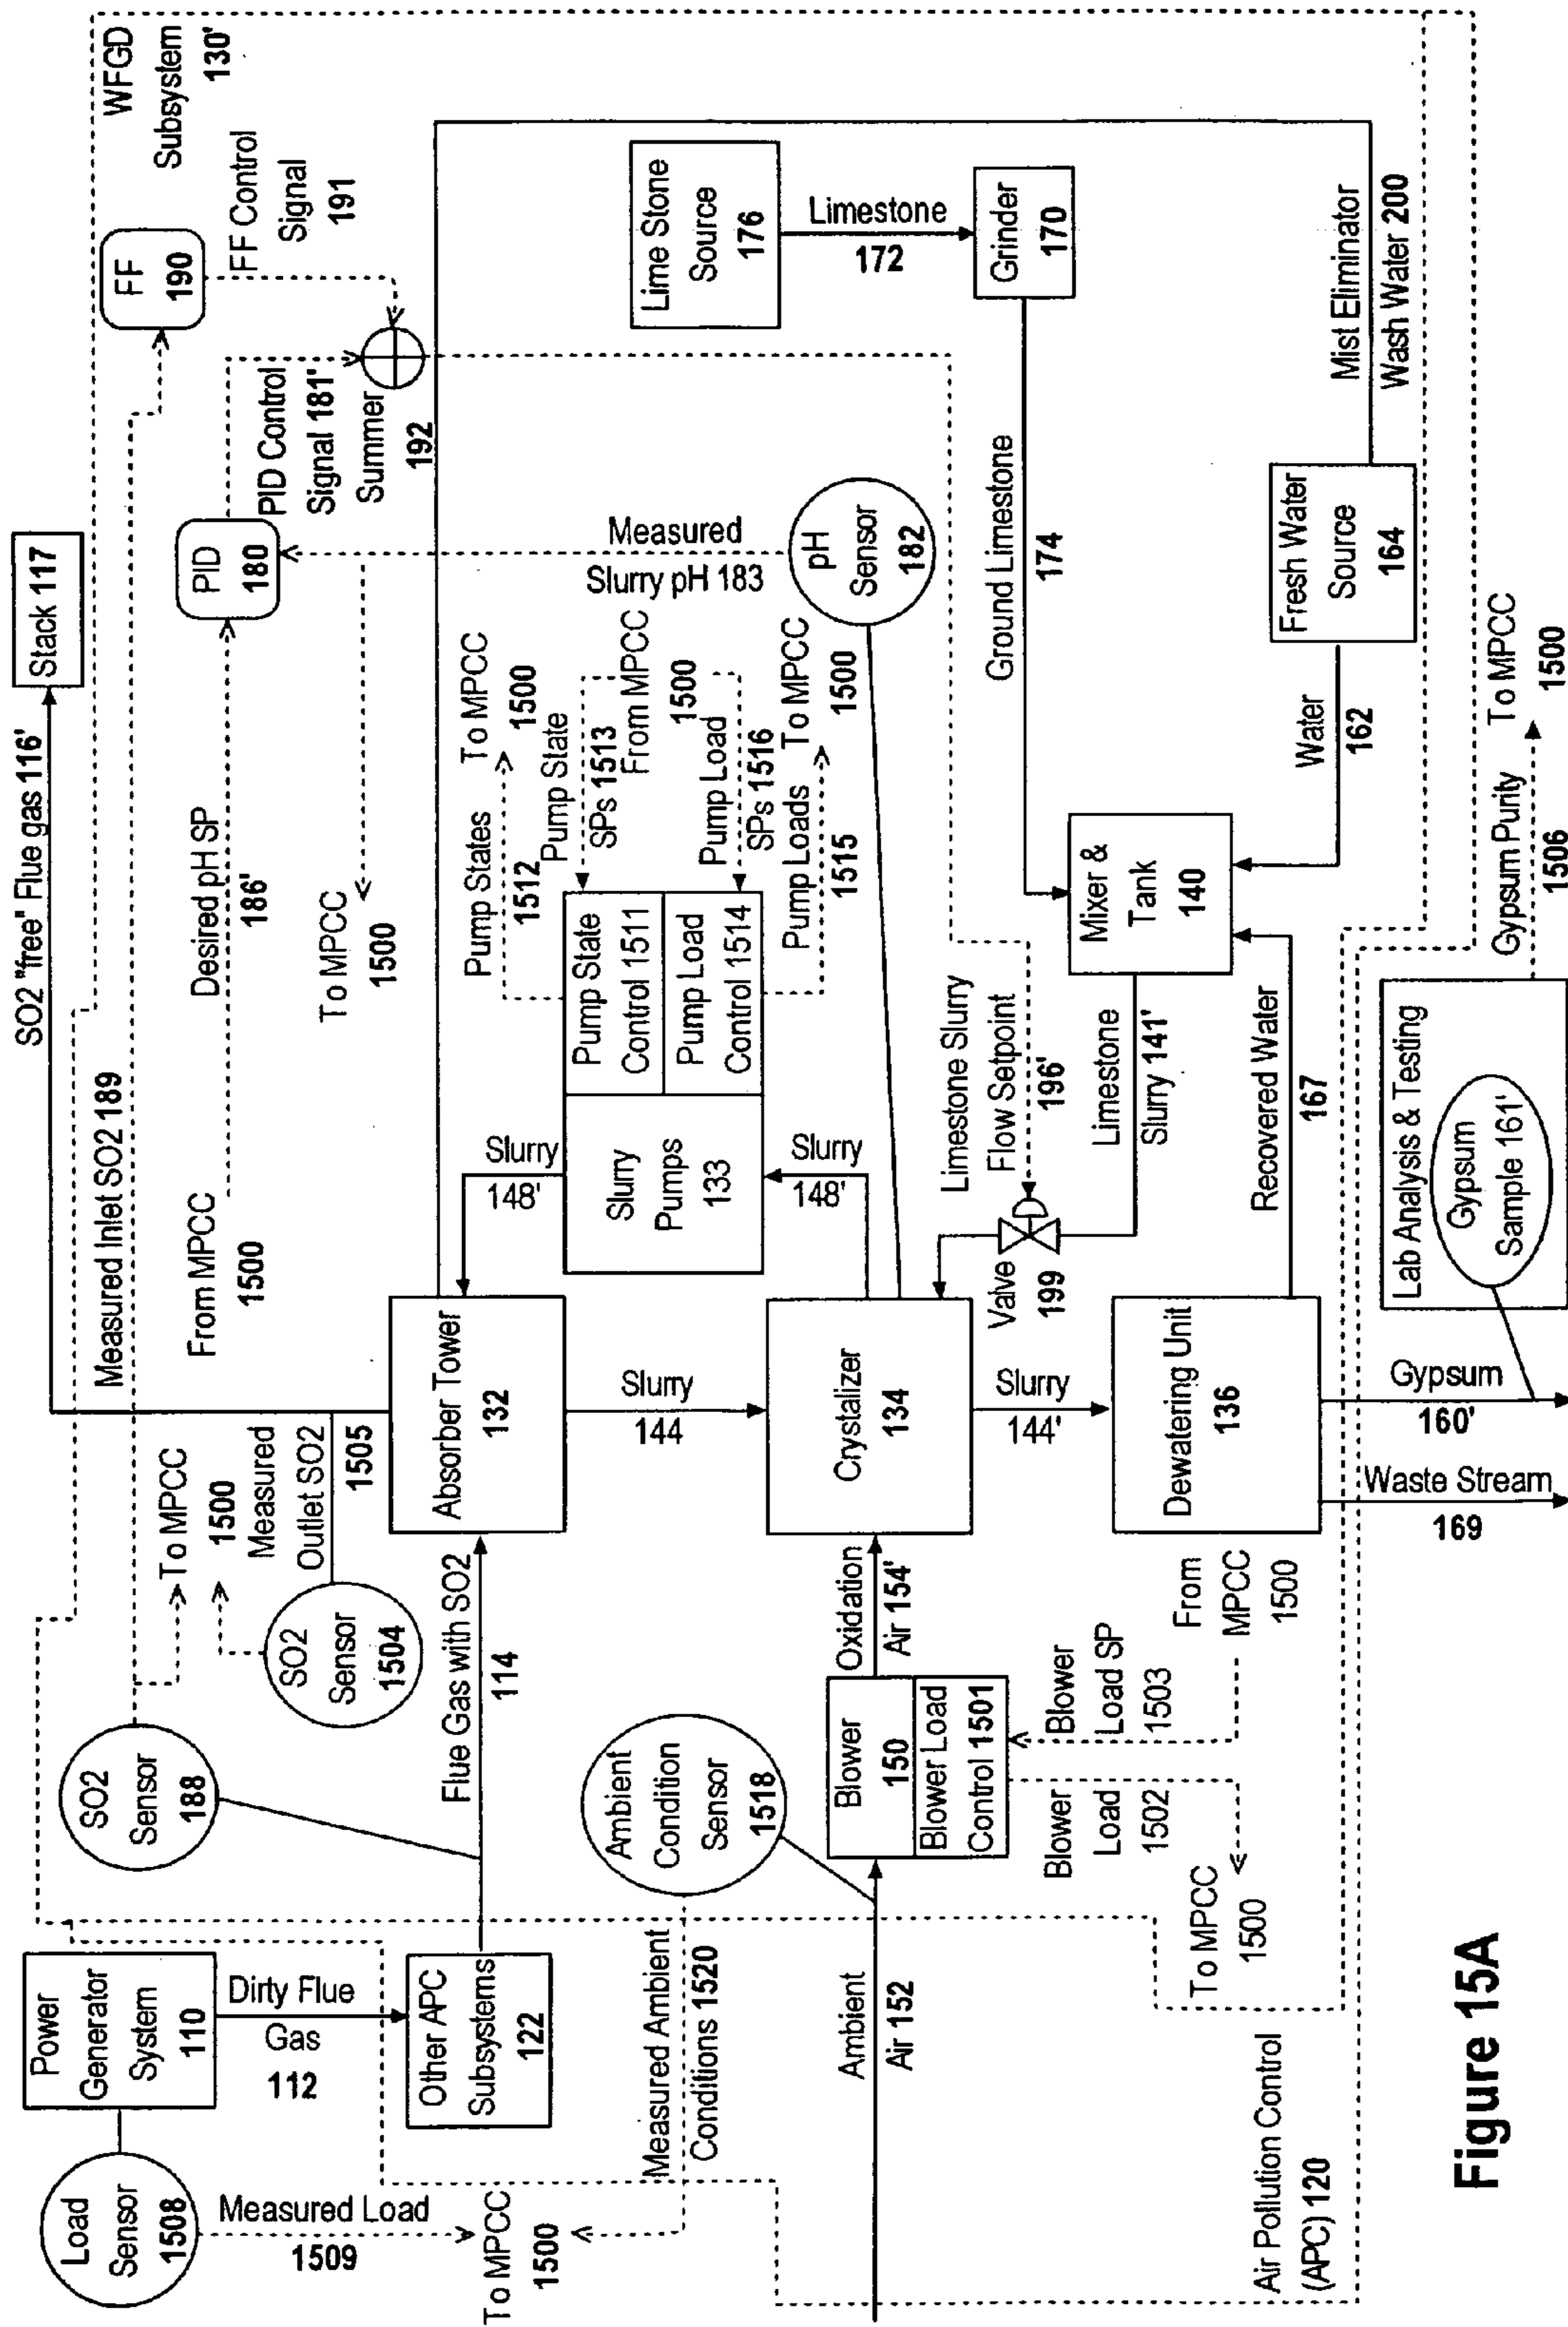 SO2 "free" Flue gas 116'
Stack 117
WFGD
Subsystem
130'
Measured Inlet SO2 189
FF
190
FF Control
Signal
191
From MPCC
1500
Desired pH SP
186'
PID
180
PID Control
Signal 181'
Summer
192
To MPCC
1500
Measured
Slurry pH 183
pH
Sensor
182
Lime Stone
Source
176
Limestone
172
Grinder
170
Ground Limestone
174
Mist Eliminator
Wash Water 200
Fresh Water
Source
164
Water
162
Mixer &
Tank
140
Pump States
1512
To MPCC
1500
Pump State
SPs 1513
From MPCC
1500
Pump Load
SPs 1516
Pump Loads
1515
To MPCC
1500
Pump State
Control 1511
Pump Load
Control 1514
Slurry
Pumps
133
Slurry
148'
Slurry
148'
Limestone Slurry
Flow Setpoint
196'
Limestone
Slurry 141'
Valve
199
Recovered Water
167
Power
Generator
System
110
Load
Sensor
1508
Measured Load
1509
To MPCC
1500
Dirty Flue
Gas
112
Other APC
Subsystems
122
SO2
Sensor
188
To MPCC
1500
Measured
Outlet SO2
1505
SO2
Sensor
1504
Flue Gas with SO2
114
Absorber Tower
132
Slurry
144
Crystalizer
134
Slurry
144'
Dewatering Unit
136
Measured Ambient
Conditions 1520
Ambient
Condition
Sensor
1518
Ambient
Air 152
Blower
150
Blower Load
Control 1501
Oxidation
Air 154'
Blower
Load SP
1503
From
MPCC
1500
Blower
Load
1502
To MPCC
1500
Gypsum
160'
Waste Stream
169
Lab Analysis & Testing
Gypsum
Sample 161'
Gypsum Purity
1506
To MPCC
1500
Air Pollution Control
(APC) 120
Figure 15A